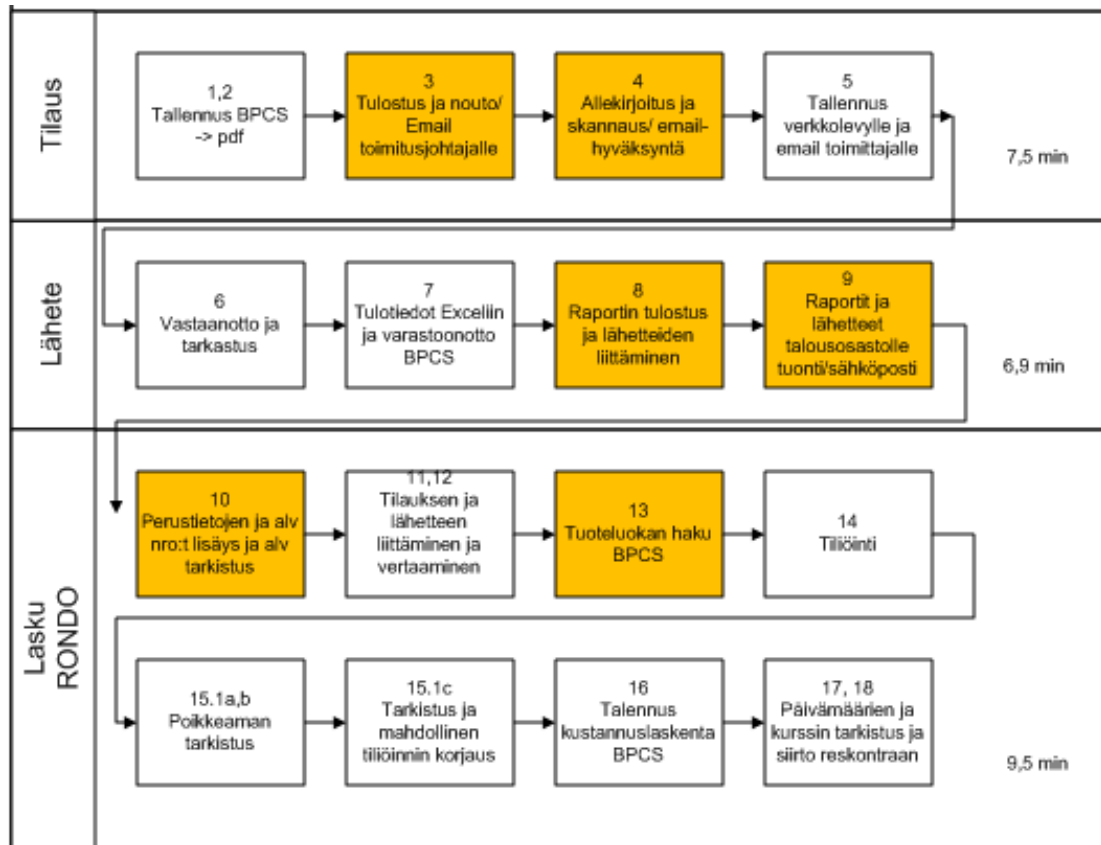 Tilaus
1,2
Tallennus BPCS
-> pdf
3
Tulostus ja nouto/
Email
toimitusjohtajalle
4
Allekirjoitus ja
skannaus/ email-
hyväksyntä
5
Tallennus
verkkolevylle ja
email toimittajalle
7,5 min
Lähete
6
Vastaanotto ja
tarkastus
7
Tulotiedot Exceliin
ja varastoonotto
BPCS
8
Raportin tulostus
ja lähetteiden
liittäminen
9
Raportit ja
lähetteet
talousosastolle
tuonti/sähköposti
6,9 min
Lasku
RONDO
10
Perustietojen ja alv
nro:t lisäys ja alv
tarkistus
11,12
Tilauksen ja
lähetteen
liittäminen ja
vertaaminen
13
Tuoteluokan haku
BPCS
14
Tiliöinti
15.1a,b
Poikkeaman
tarkistus
15.1c
Tarkistus ja
mahdollinen
tiliöinnin korjaus
16
Talennus
kustannuslaskenta
BPCS
17, 18
Päivämäärien ja
kurssin tarkistus ja
siirto reskontraan
9,5 min